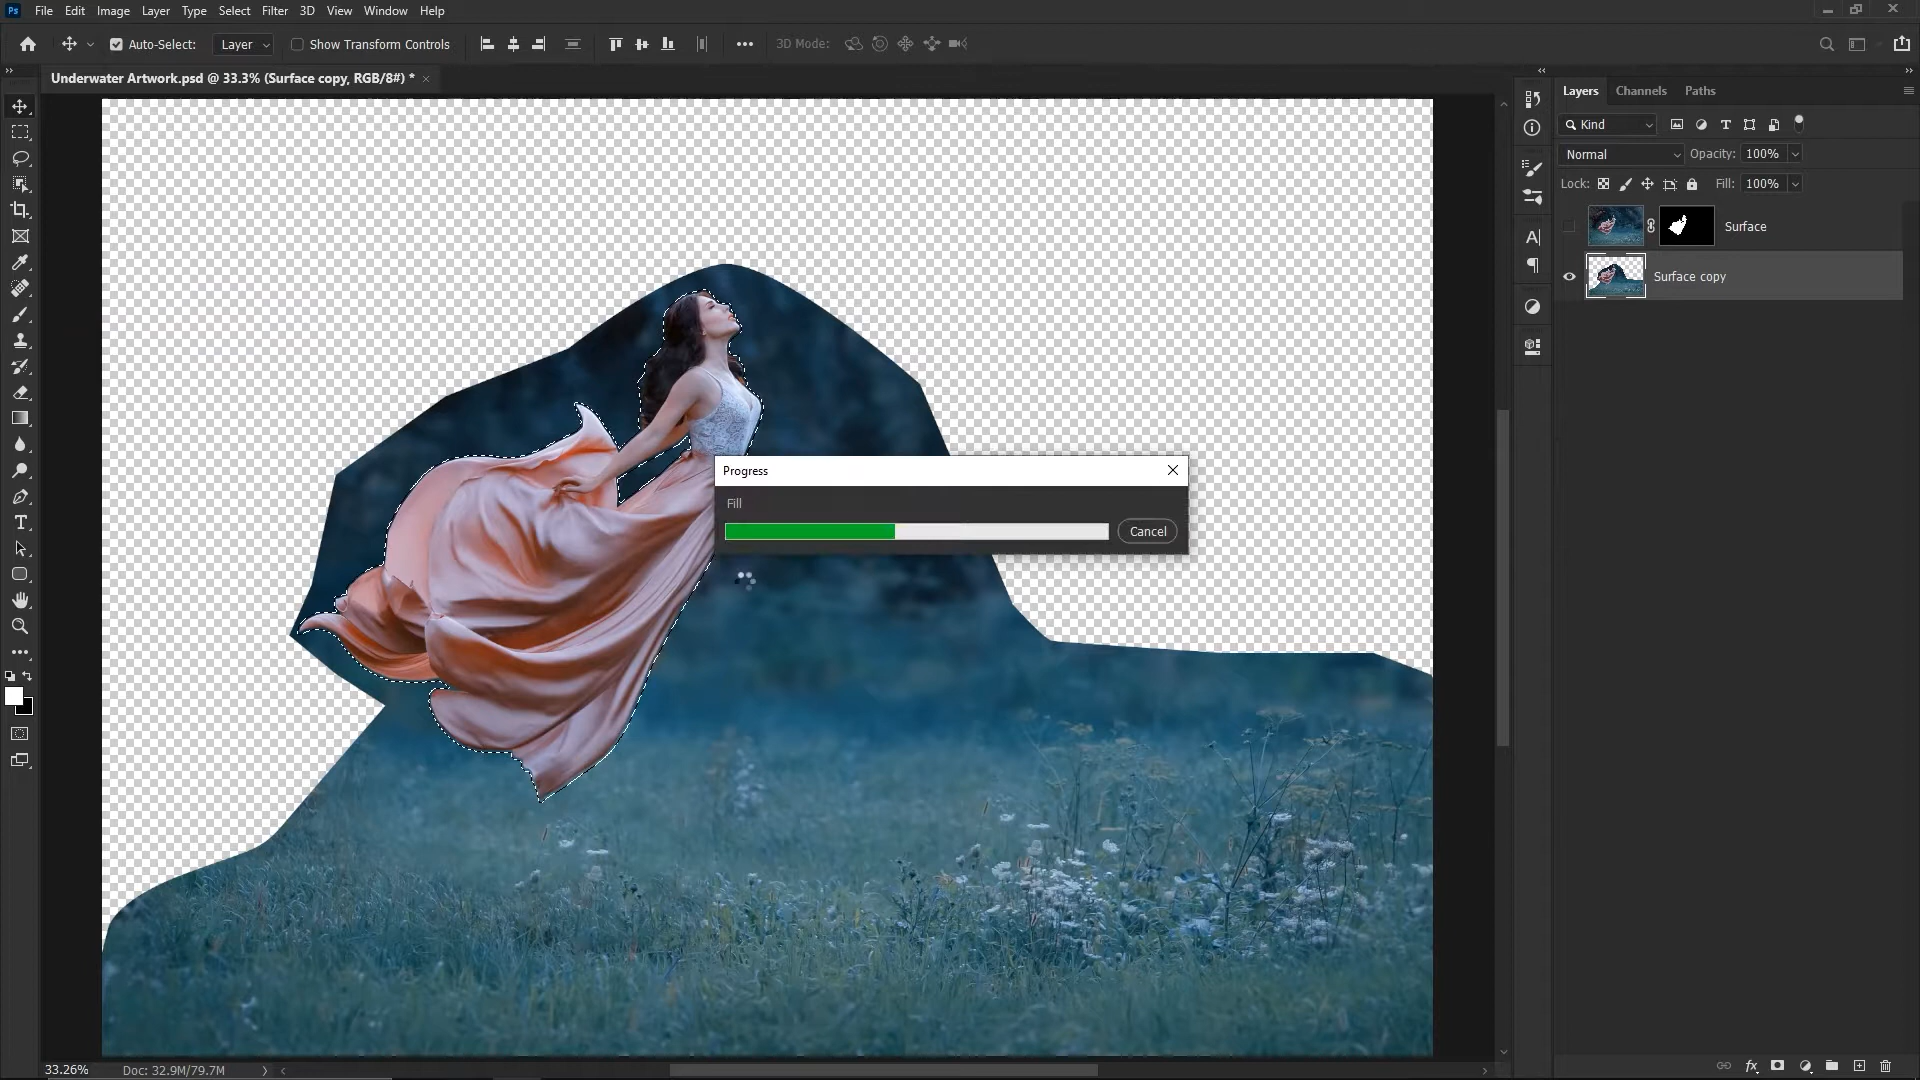 Ps File Edit Image Layer Type Select Filter 3D View Window Help
Auto-Select: Layer Show Transform Controls 3D Mode:
Underwater Artwork.psd @ 33.3% (Surface copy, RGB/8#) * ×
Layers Channels Paths
Kind
Normal Opacity: 100%
Lock: Fill: 100%
Surface
Surface copy
Progress
Fill
Cancel
33.26% Doc: 32.9M/79.7M